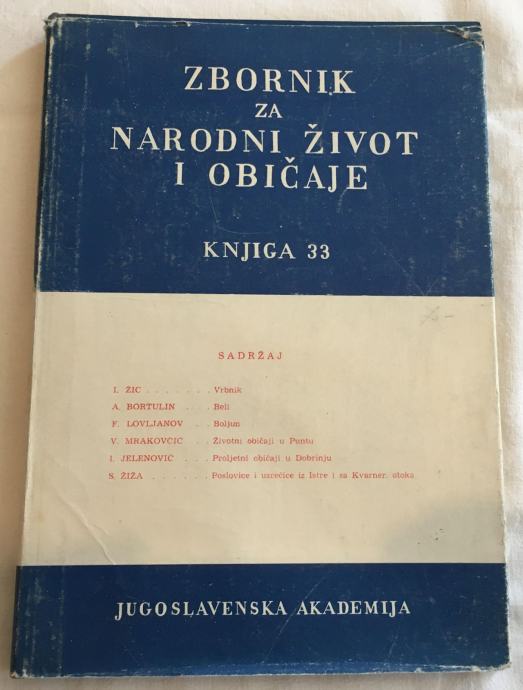 ZBORNIK
ZA
NARODNI ŽIVOT
I OBIČAJE
KNJIGA 33
SADRŽAJ
I. ŽIC . . . . . . . Vrbnik
A. BORTULIN . . . Beli
F. LOVLJANOV . . Boljun
V. MRAKOVČIĆ . . Životni običaji u Puntu
I. JELENOVIĆ . . . Proljetni običaji u Dobrinju
S. ŽIŽA . . . . . . Poslovice i uzrečice iz Istre i sa Kvarner. otoka
JUGOSLAVENSKA AKADEMIJA